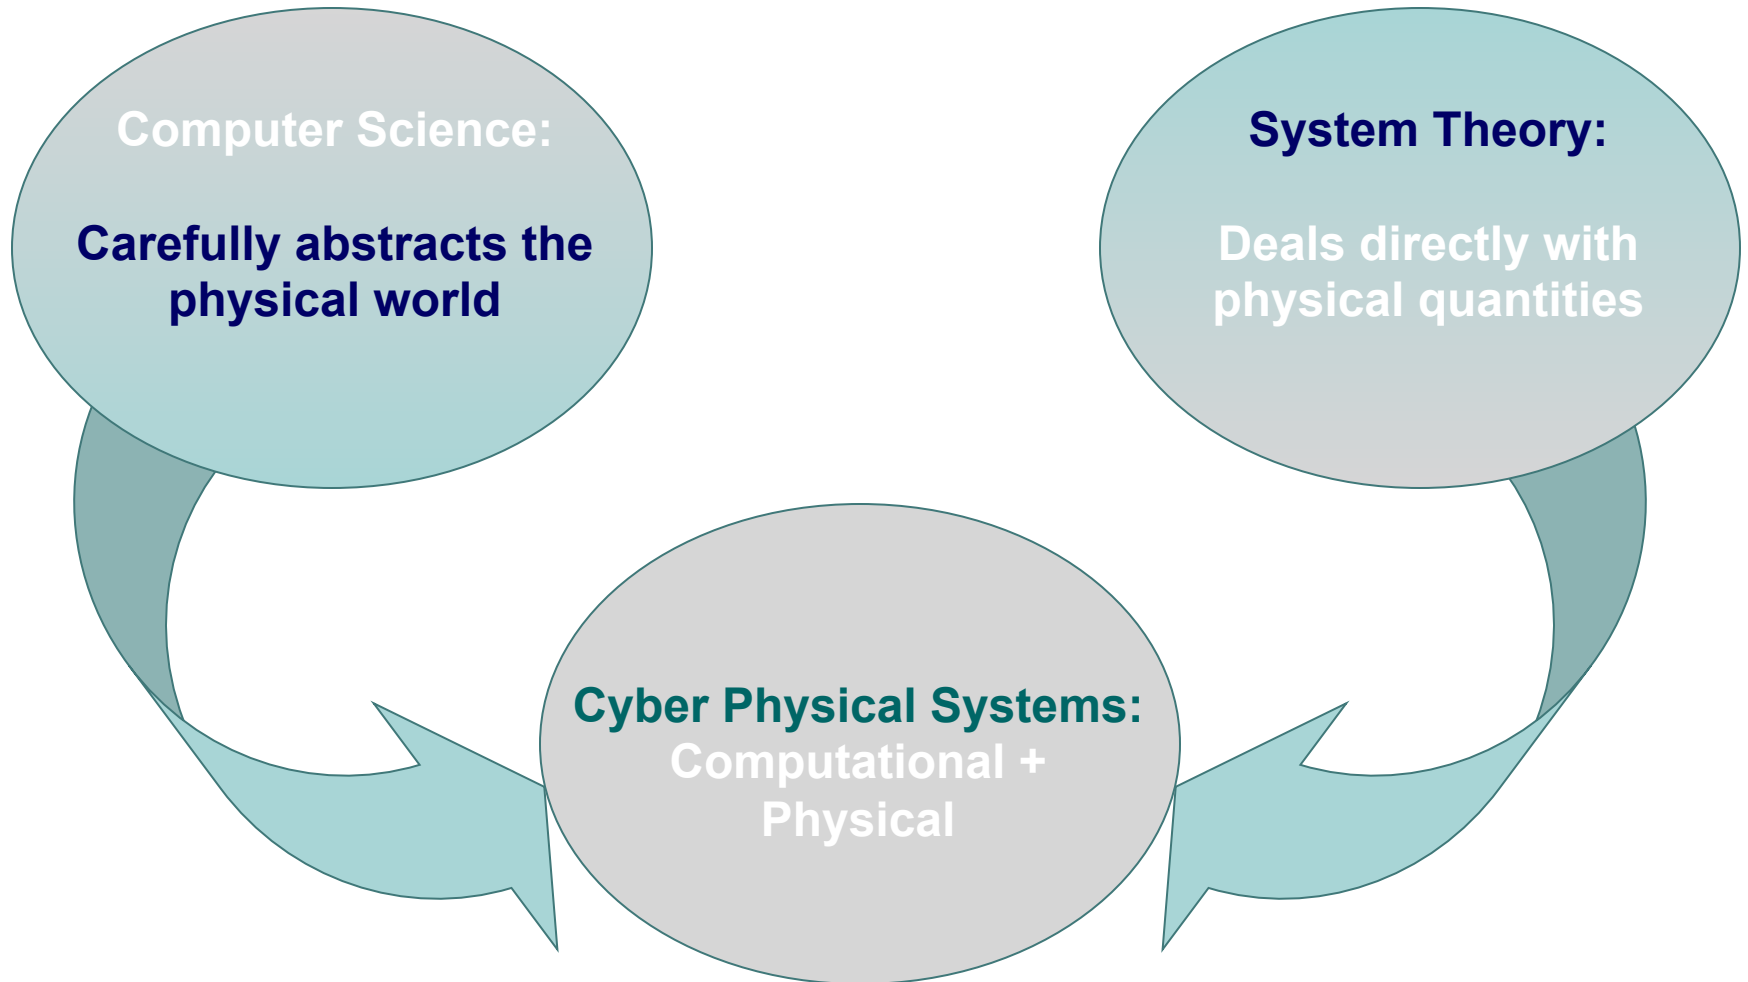 Computer Science:
Carefully abstracts the
physical world
System Theory:
Deals directly with
physical quantities
Cyber Physical Systems:
Computational +
Physical